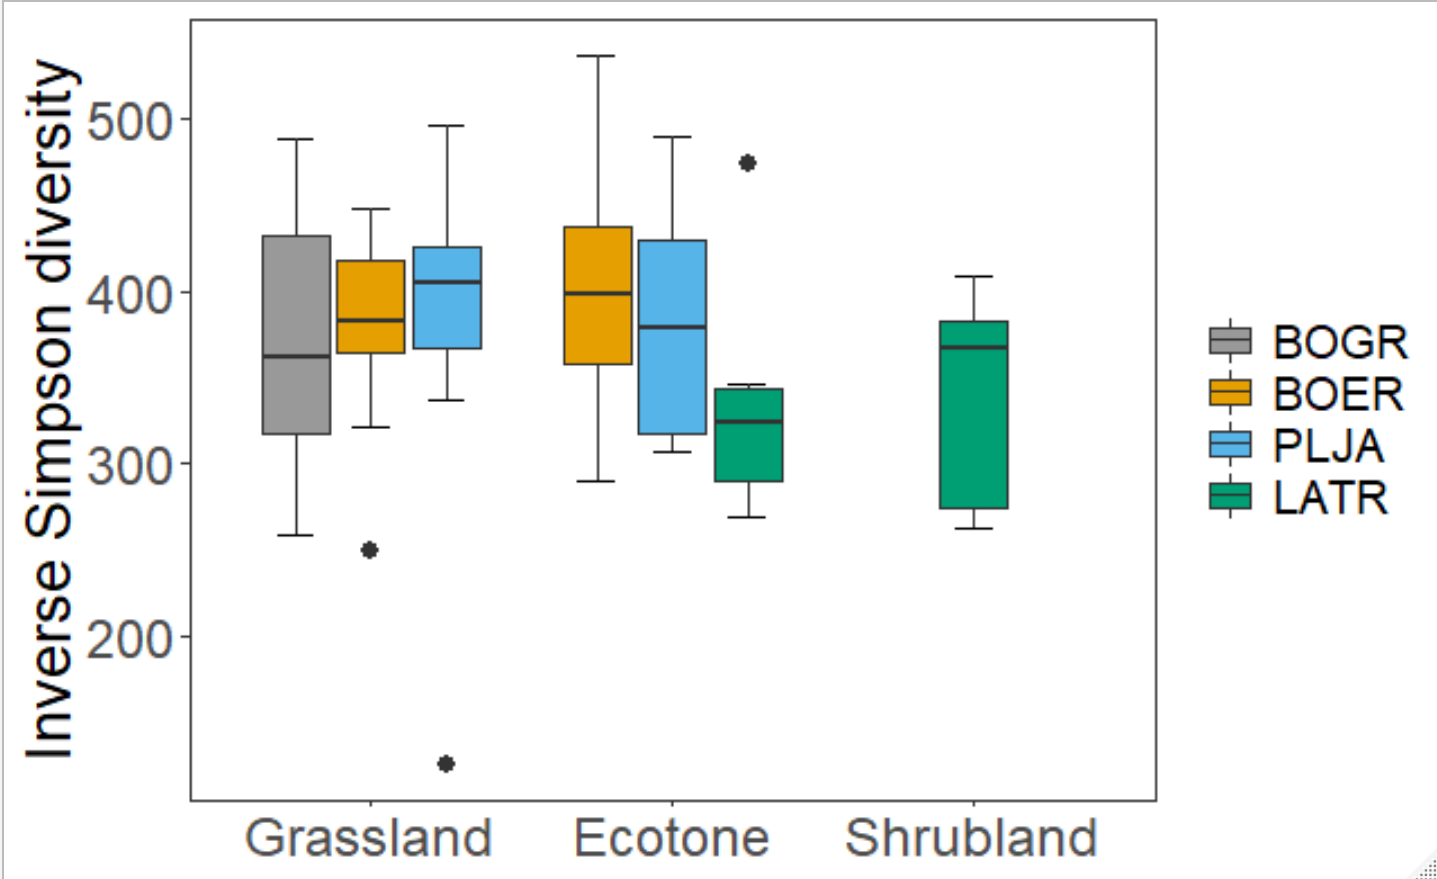 Inverse Simpson diversity
500
400
300
200
Grassland Ecotone Shrubland
BOGR
BOER
PLJA
LATR